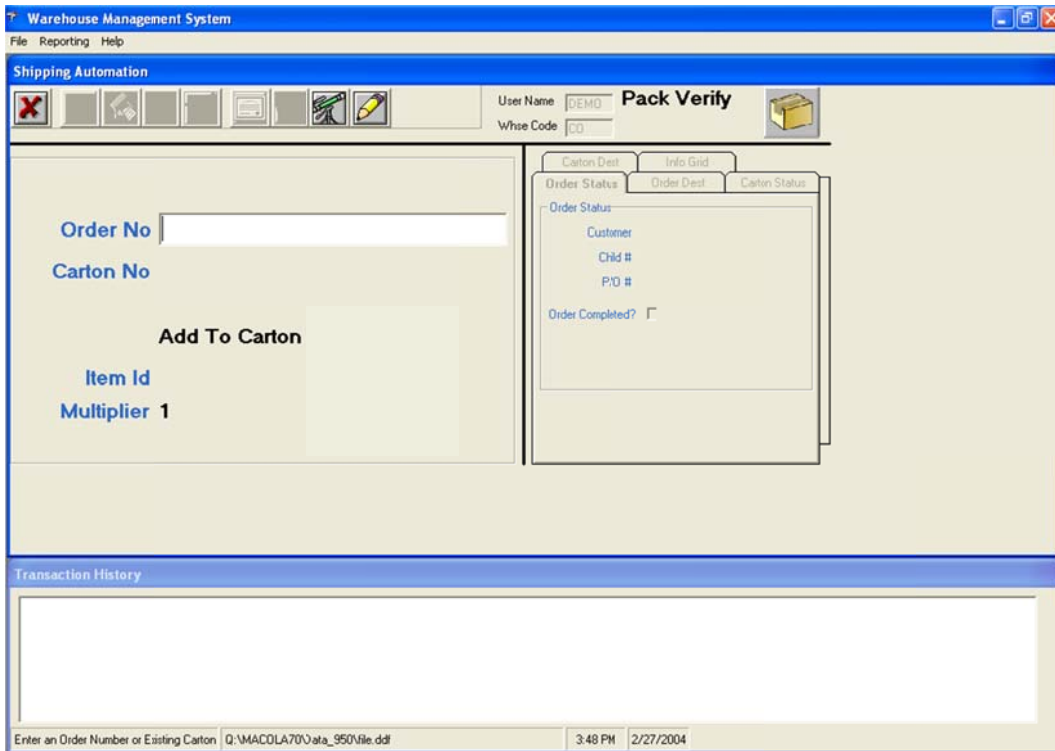 Warehouse Management System
File Reporting Help
Shipping Automation
User Name DEMO Pack Verify
Whse Code CO
Carton Dest Info Grid
Order Status Order Dest Carton Status
Order Status
Customer
Child #
P/O #
Order Completed?
Order No
Carton No
Add To Carton
Item Id
Multiplier 1
Transaction History
Enter an Order Number or Existing Carton Q:\MACOLA70\Data_950\file.ddf 3:48 PM 2/27/2004